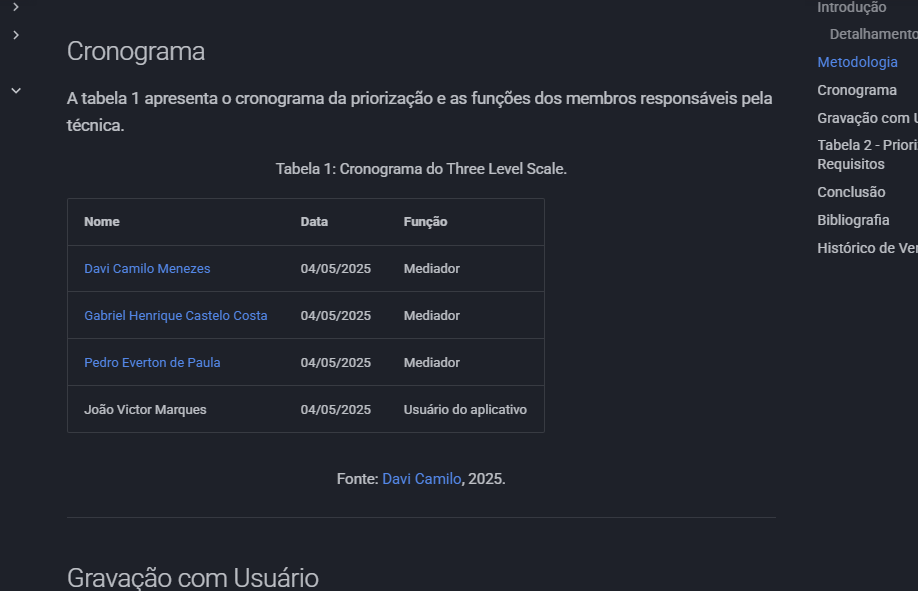 Cronograma
A tabela 1 apresenta o cronograma da priorização e as funções dos membros responsáveis pela
técnica.
Tabela 1: Cronograma do Three Level Scale.
Nome Data Função
Davi Camilo Menezes 04/05/2025 Mediador
Gabriel Henrique Castelo Costa 04/05/2025 Mediador
Pedro Everton de Paula 04/05/2025 Mediador
João Victor Marques 04/05/2025 Usuário do aplicativo
Fonte: Davi Camilo, 2025.
Gravação com Usuário
Introdução
Detalhamento
Metodologia
Cronograma
Gravação com
Tabela 2 -
Requisitos
Conclusão
Bibliografia
Histórico de